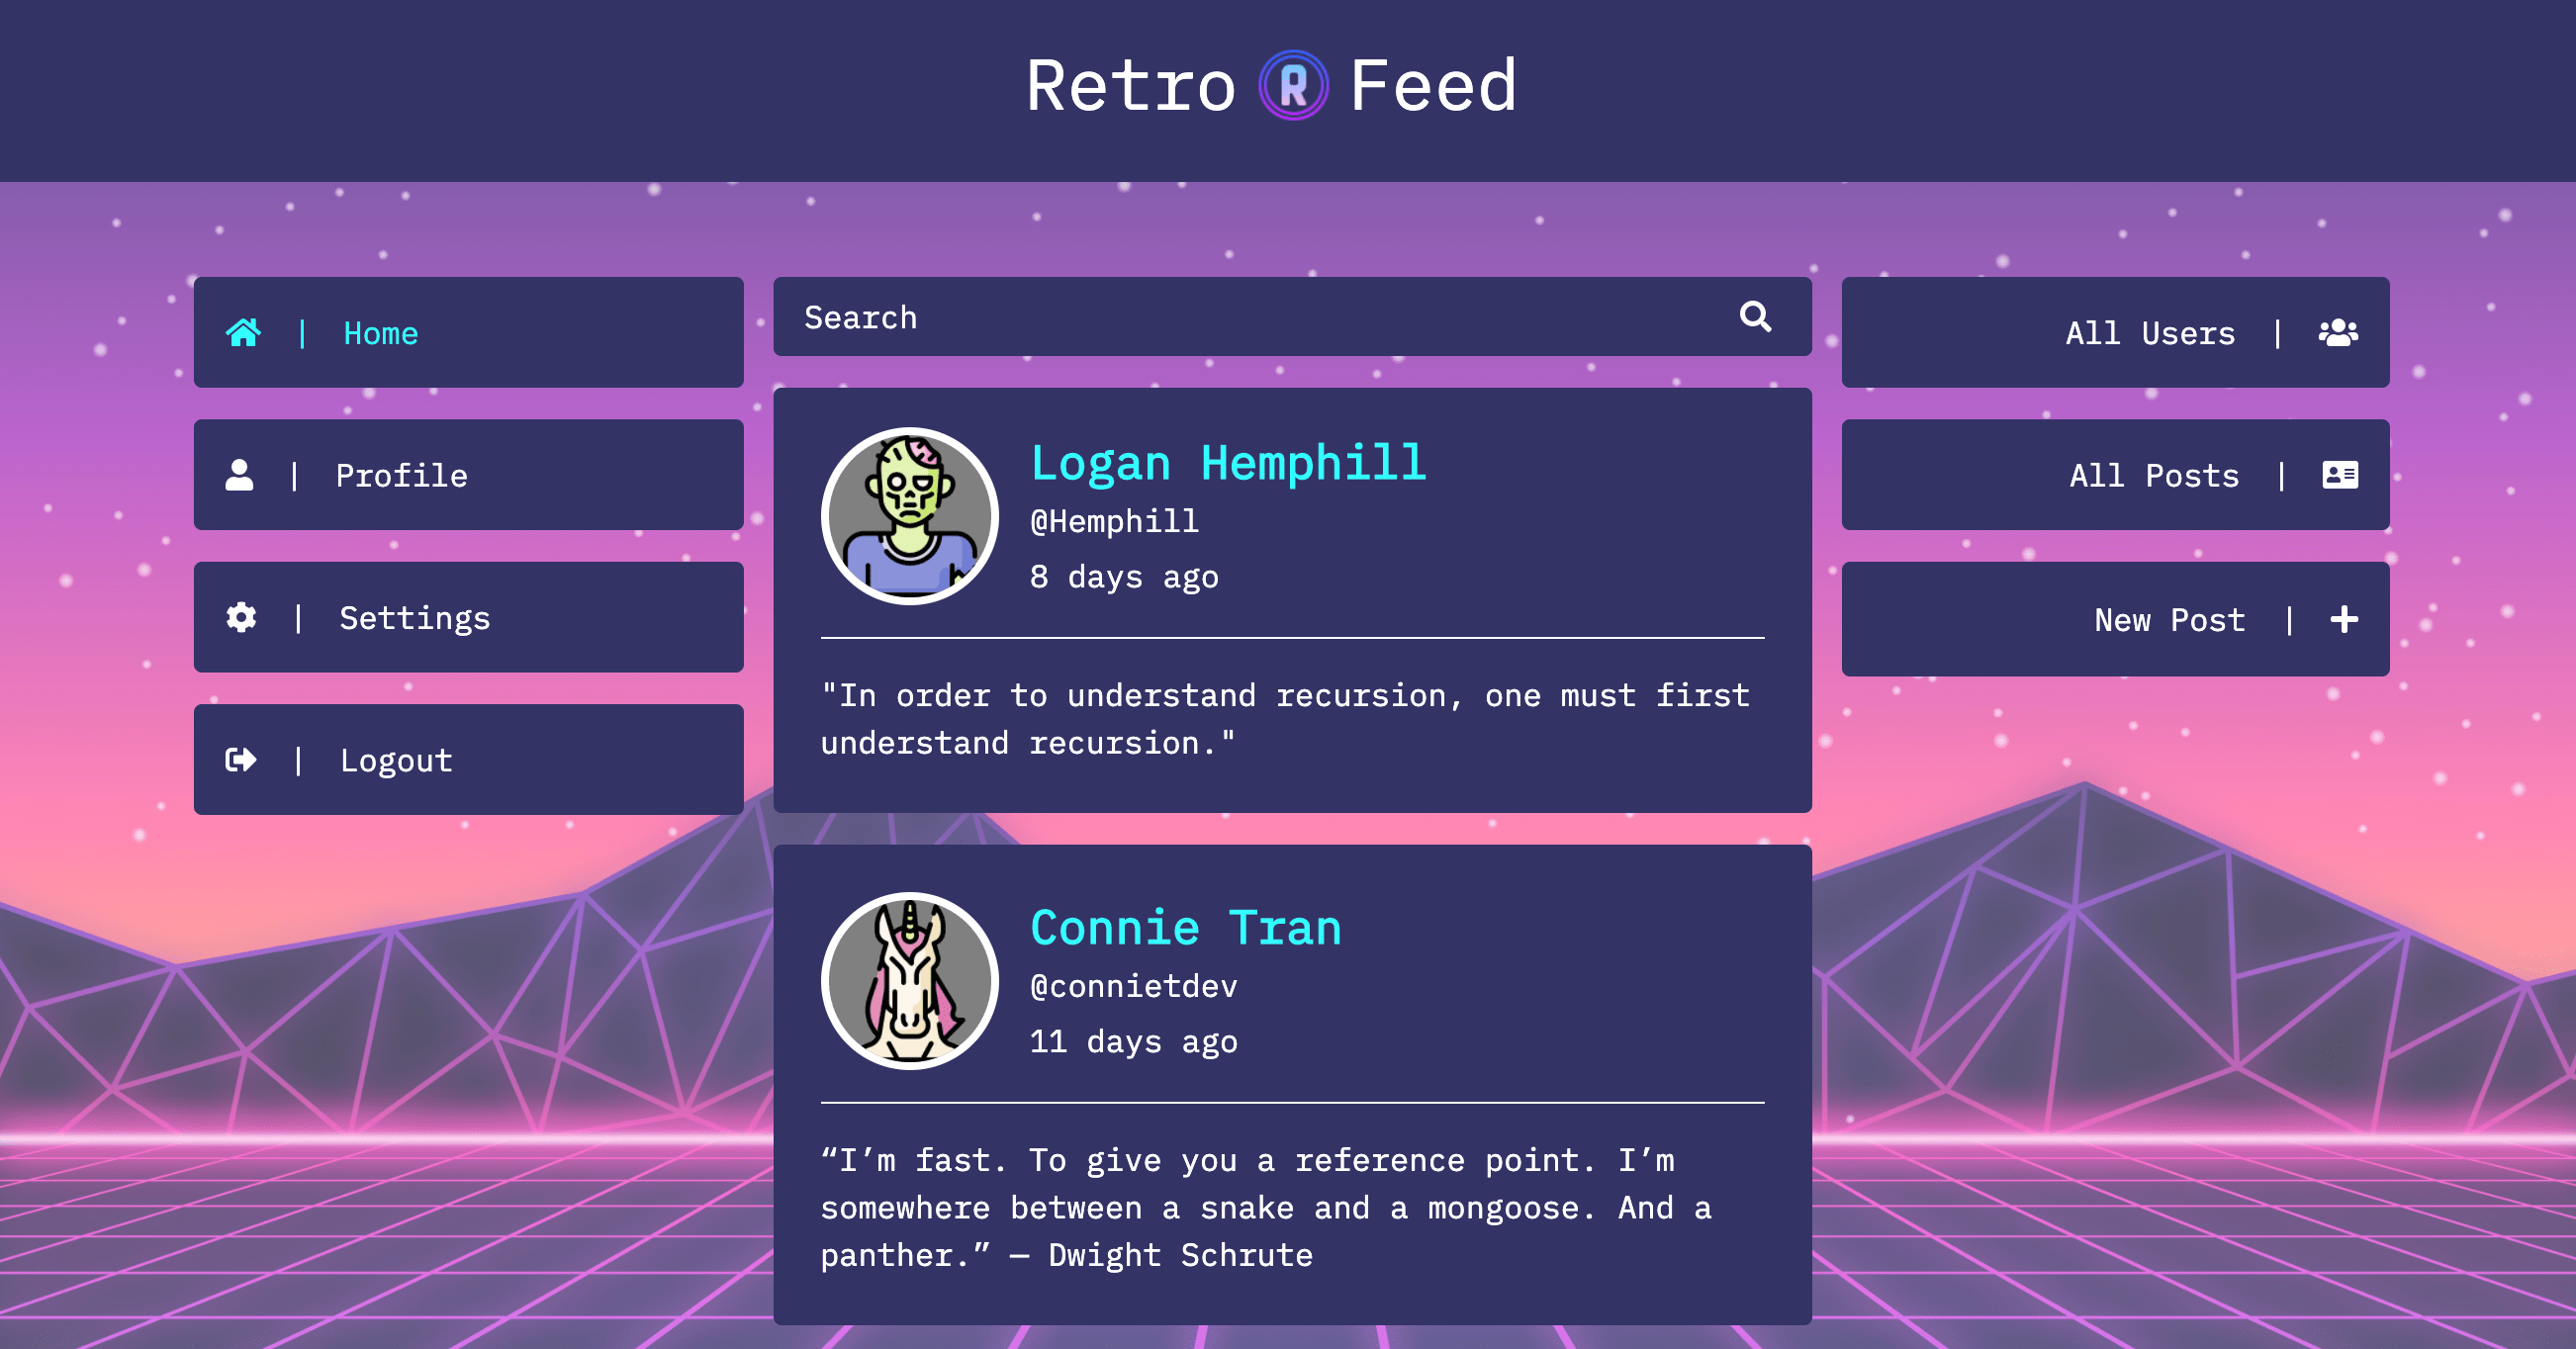 Retro R Feed
| Home
| Profile
| Settings
| Logout
Search
Logan Hemphill
@Hemphill
8 days ago
"In order to understand recursion, one must first
understand recursion."
Connie Tran
@connietdev
11 days ago
“I’m fast. To give you a reference point. I’m
somewhere between a snake and a mongoose. And a
panther.” — Dwight Schrute
All Users |
All Posts |
New Post |